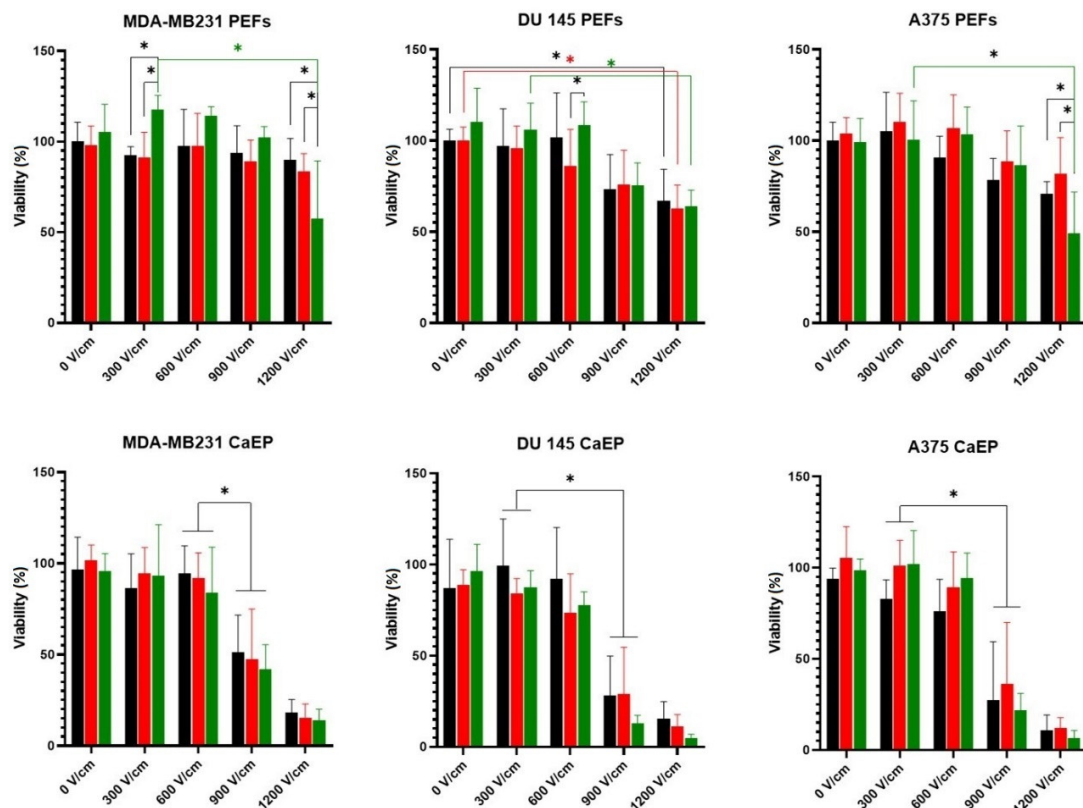 MDA-MB231 PEFs
DU 145 PEFs
A375 PEFs
Viability (%)
150
100
50
0
* * * * *
0 V/cm
300 V/cm
600 V/cm
900 V/cm
1200 V/cm
Viability (%)
150
100
50
0
* * * *
0 V/cm
300 V/cm
600 V/cm
900 V/cm
1200 V/cm
Viability (%)
150
100
50
0
* * *
0 V/cm
300 V/cm
600 V/cm
900 V/cm
1200 V/cm
MDA-MB231 CaEP
DU 145 CaEP
A375 CaEP
Viability (%)
150
100
50
0
*
0 V/cm
300 V/cm
600 V/cm
900 V/cm
1200 V/cm
Viability (%)
150
100
50
0
*
0 V/cm
300 V/cm
600 V/cm
900 V/cm
1200 V/cm
Viability (%)
150
100
50
0
*
0 V/cm
300 V/cm
600 V/cm
900 V/cm
1200 V/cm